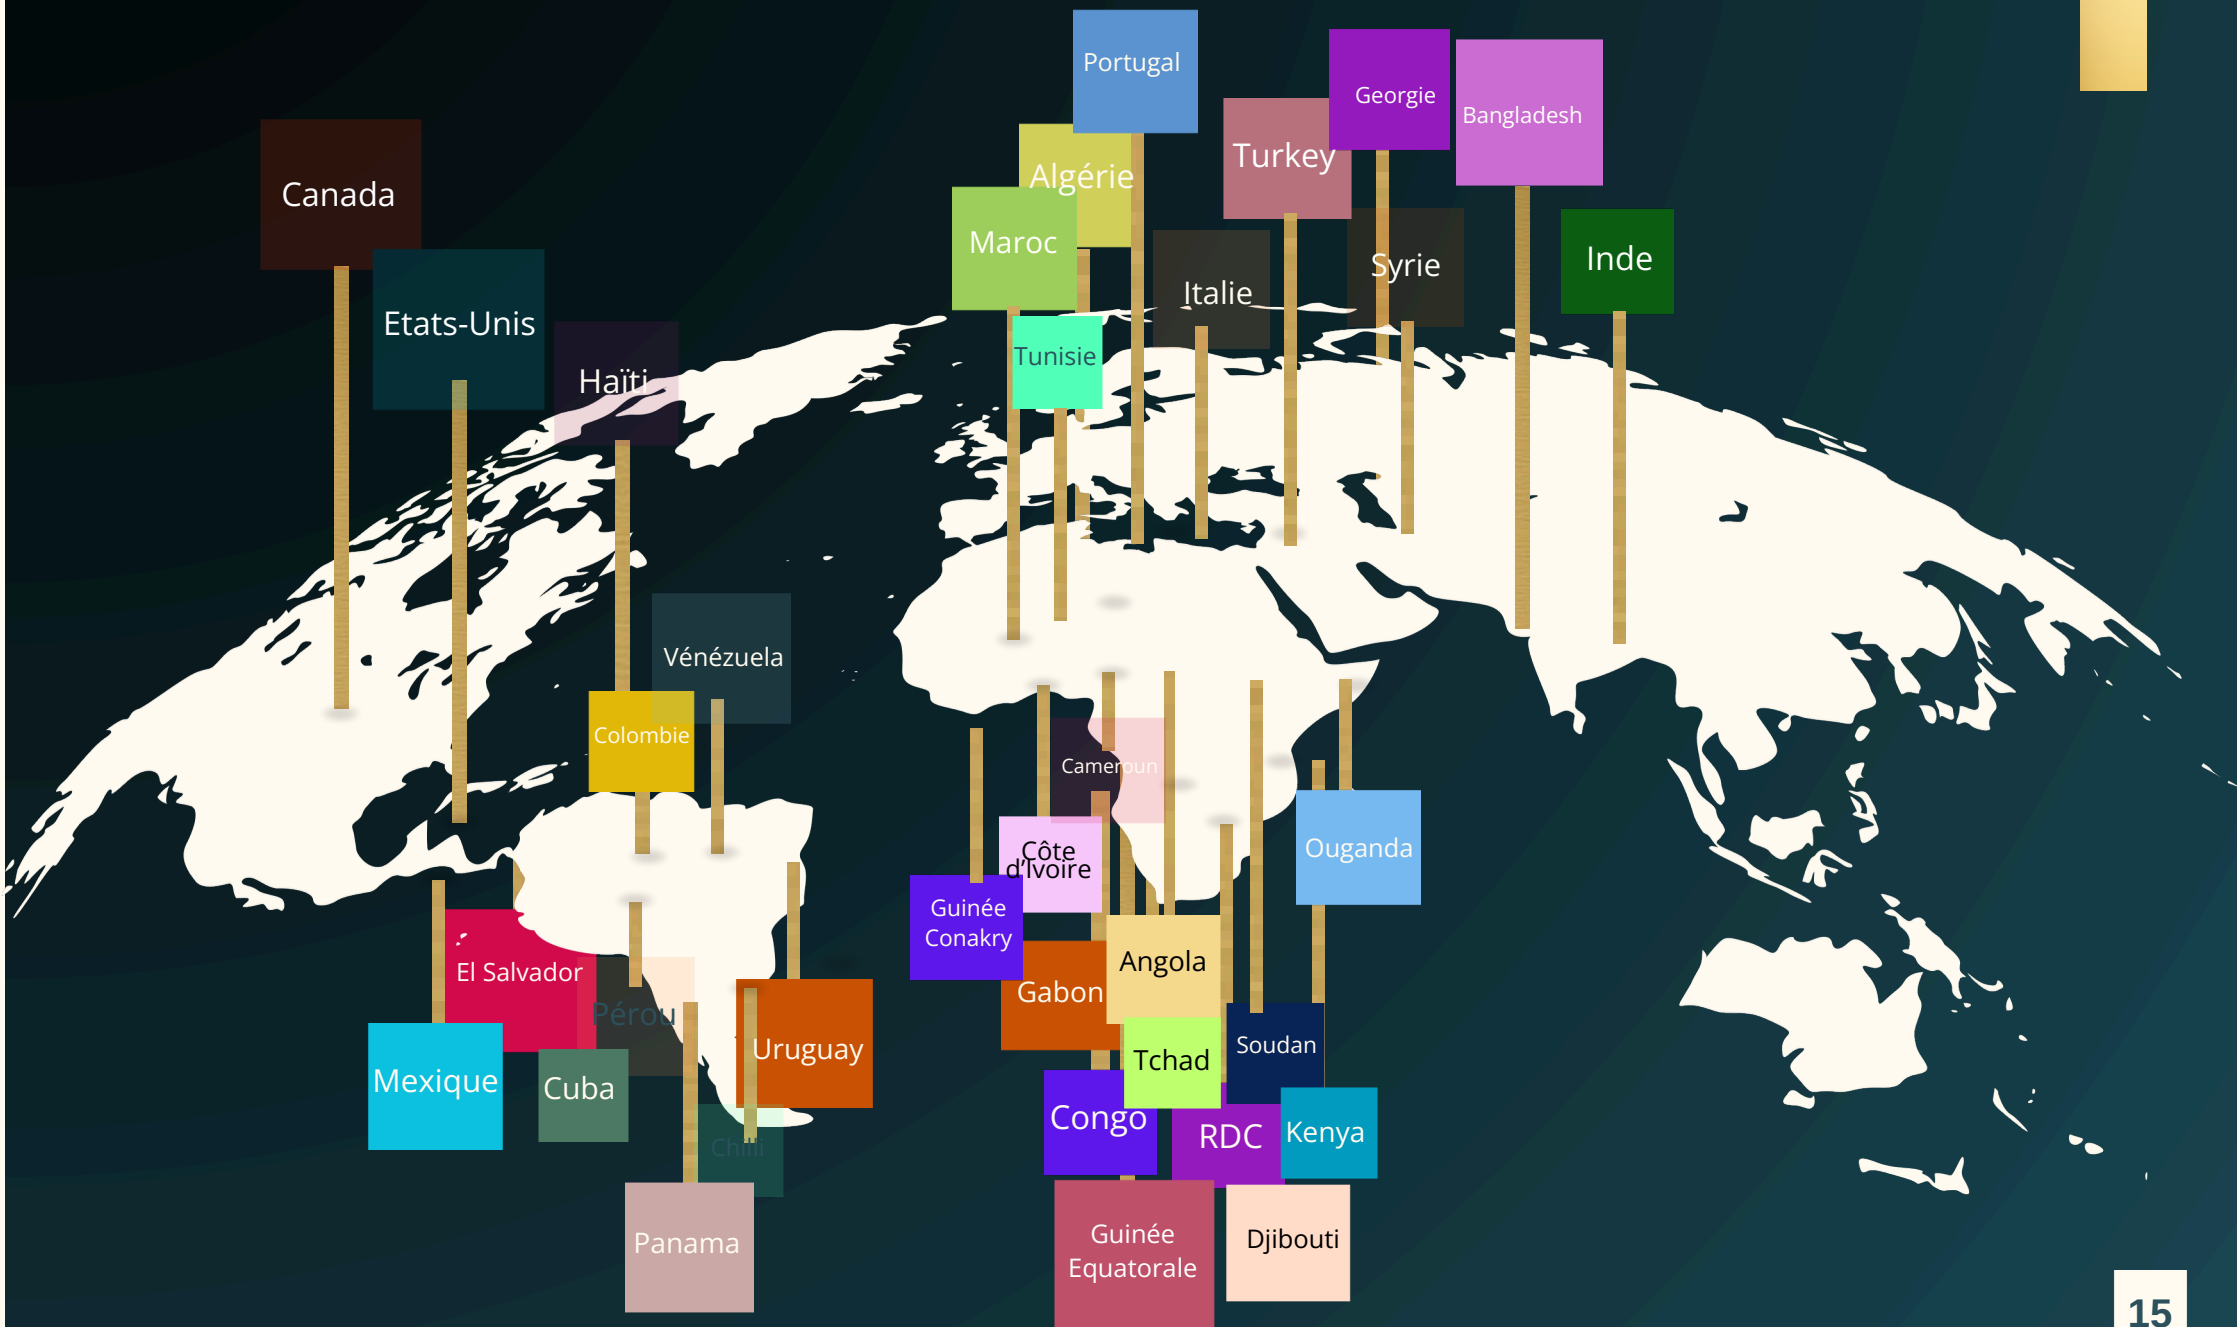 Portugal
Georgie
Bangladesh
Turkey
Algérie
Canada
Maroc
Inde
Syrie
Italie
Etats-Unis
Tunisie
Haïti
Vénézuela
Colombie
Cameroun
Côte
d'Ivoire
Ouganda
Guinée
Conakry
Angola
El Salvador
Gabon
Pérou
Soudan
Uruguay
Tchad
Mexique
Cuba
Congo
RDC
Kenya
Chilli
Panama
Guinée
Equatorale
Djibouti
15